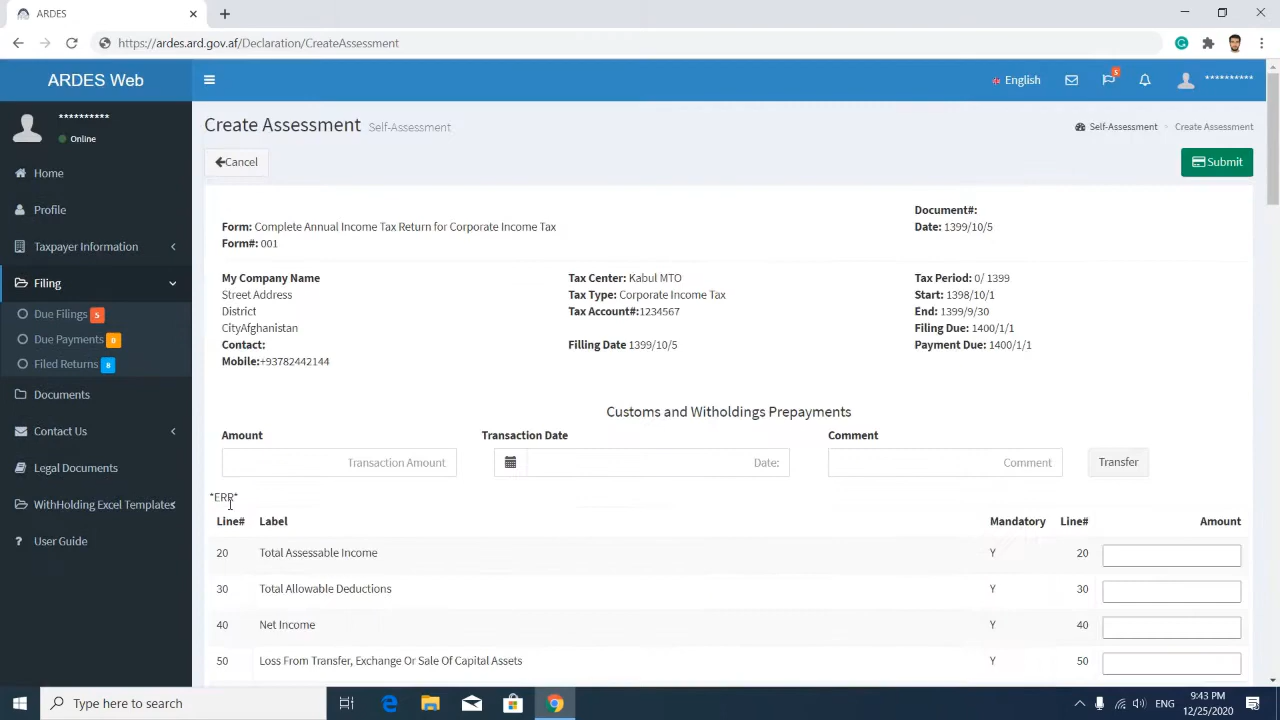 ARDES
https://ardes.ard.gov.af/Declaration/CreateAssessment
ARDES Web
English
5
**********
**********
Online
Home
Profile
Taxpayer Information
Filing
Due Filings 5
Due Payments 0
Filed Returns 8
Documents
Contact Us
Legal Documents
WithHolding Excel Templates
User Guide
Create Assessment Self-Assessment
Self-Assessment > Create Assessment
Cancel
Submit
Form: Complete Annual Income Tax Return for Corporate Income Tax
Form#: 001
Document#:
Date: 1399/10/5
My Company Name
Street Address
District
CityAfghanistan
Contact:
Mobile:+93782442144
Tax Center: Kabul MTO
Tax Type: Corporate Income Tax
Tax Account#:1234567
Filling Date 1399/10/5
Tax Period: 0/ 1399
Start: 1398/10/1
End: 1399/9/30
Filing Due: 1400/1/1
Payment Due: 1400/1/1
Customs and Witholdings Prepayments
Amount Transaction Date Comment
Transaction Amount Date: Comment Transfer
*ERR*
Line# Label Mandatory Line# Amount
20 Total Assessable Income Y 20
30 Total Allowable Deductions Y 30
40 Net Income Y 40
50 Loss From Transfer, Exchange Or Sale Of Capital Assets Y 50
Type here to search
ENG
9:43 PM
12/25/2020